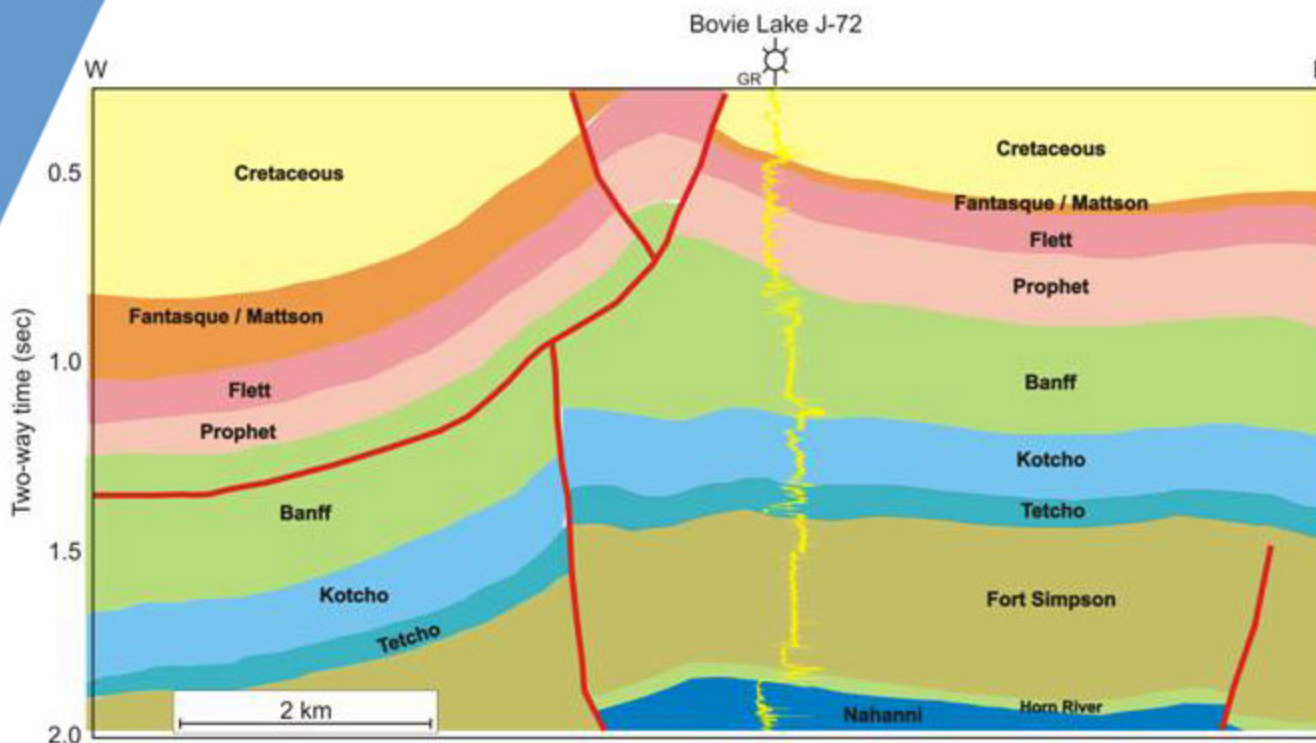 Bovie Lake J-72
W
GR
Cretaceous
Cretaceous
0.5
Fantasque / Mattson
Flett
Prophet
Fantasque / Mattson
1.0
Flett
Banff
Prophet
Kotcho
Two-way time (sec)
Tetcho
Banff
1.5
Kotcho
Fort Simpson
Tetcho
2 km
Nahanni
Horn River
2.0